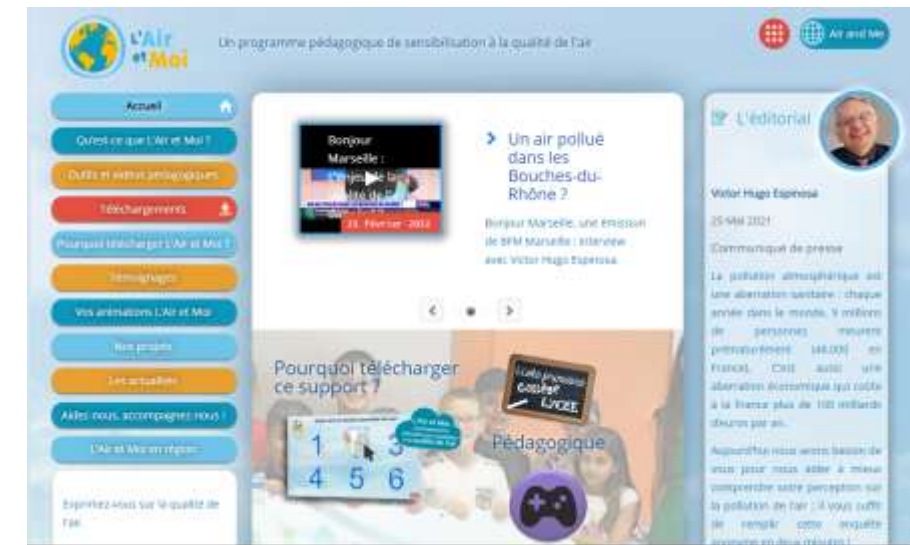 L'Air
et Moi
Un programme pédagogique de sensibilisation à la qualité de l'air
Air and Me
Accueil
Qu'est-ce que L'Air et Moi ?
Outils et vidéos pédagogiques
Téléchargements
Pourquoi télécharger L'Air et Moi ?
Témoignages
Vos animations L'Air et Moi
Nos projets
Les actualités
Aidez-nous, accompagnez-nous !
L'Air et Moi en région
Exprimez-vous sur la qualité de
l'air
Bonjour
Marseille :
23. Février 2022
Un air pollué
dans les
Bouches-du-
Rhône ?
Bonjour Marseille, une émission
de BFM Marseille : interview
avec Victor Hugo Espinosa.
Pourquoi télécharger
ce support ?
1 3
4 5 6
COLLÈGE
LYCÉE
Pédagogique
L'éditorial
Victor Hugo Espinosa
25 Mai 2021
Communiqué de presse
La pollution atmosphérique est
une aberration sanitaire : chaque
année dans le monde, 9 millions
de personnes meurent
prématurément (48.000 en
France). C'est aussi une
aberration économique qui coûte
à la France plus de 100 milliards
d'euros par an.
Aujourd'hui nous avons besoin de
vous pour nous aider à mieux
comprendre votre perception sur
la pollution de l'air : il vous suffit
de remplir cette enquête
anonyme en deux minutes !